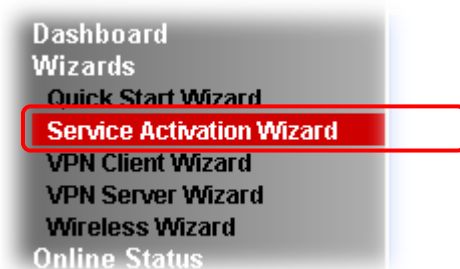 Dashboard
Wizards
Quick Start Wizard
Service Activation Wizard
VPN Client Wizard
VPN Server Wizard
Wireless Wizard
Online Status